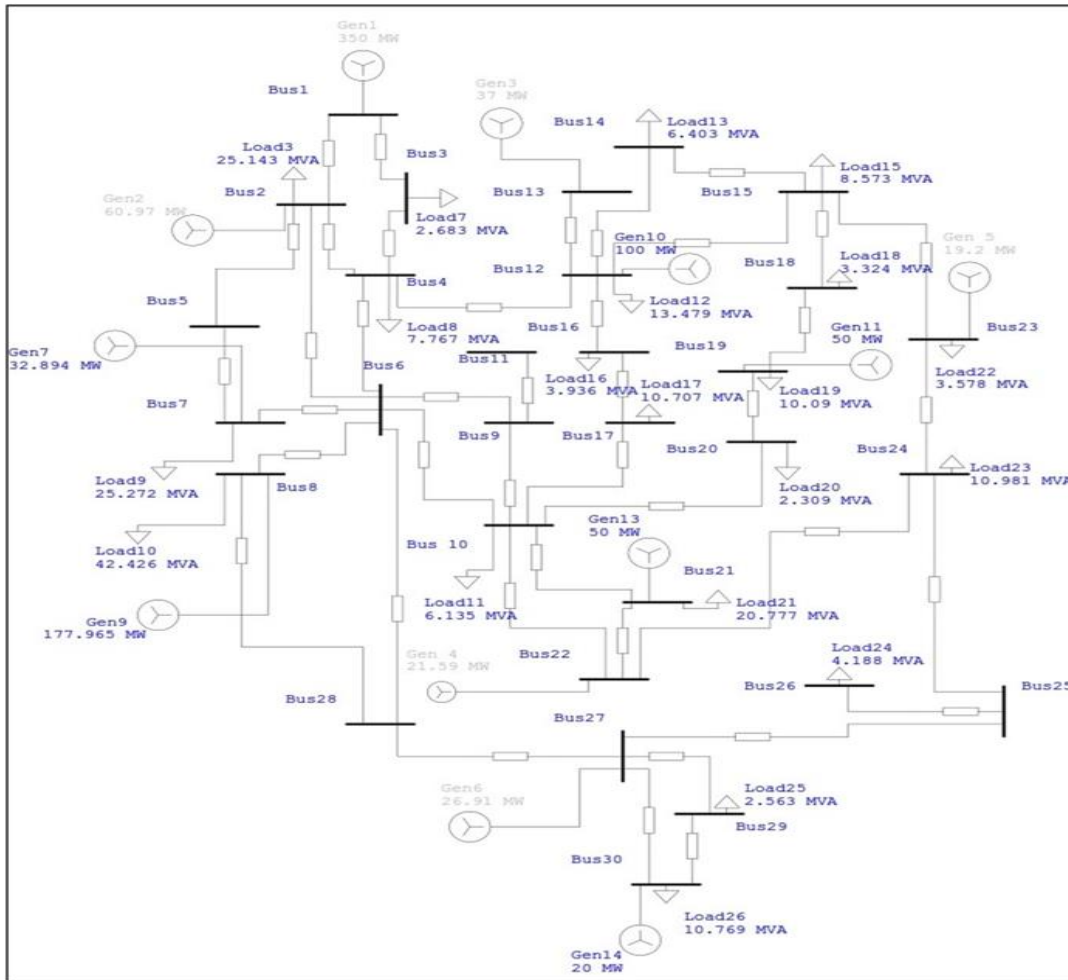 Gen1
350 MW
Bus1
Gen3
37 MW
Bus14
Load13
6.403 MVA
Load3
25.143 MVA
Bus3
Bus2
Bus13
Bus15
Load15
8.573 MVA
Gen2
60.97 MW
Load7
2.683 MVA
Gen10
100 MW
Gen 5
19.2 MW
Bus4
Bus12
Bus18
Load18
3.324 MVA
Bus5
Load8
7.767 MVA
Load12
13.479 MVA
Bus16
Bus19
Gen11
50 MW
Bus23
Gen7
32.894 MW
Bus6
Bus11
Load16
3.936 MVA
Load17
10.707 MVA
Load19
10.09 MVA
Load22
3.578 MVA
Bus7
Bus9
Bus17
Bus20
Bus24
Load9
25.272 MVA
Bus8
Load20
2.309 MVA
Load23
10.981 MVA
Load10
42.426 MVA
Bus 10
Gen13
50 MW
Bus21
Gen9
177.965 MW
Load11
6.135 MVA
Load21
20.777 MVA
Gen 4
21.59 MW
Bus22
Load24
4.188 MVA
Bus28
Bus26
Bus25
Bus27
Gen6
26.91 MW
Load25
2.563 MVA
Bus29
Bus30
Load26
10.769 MVA
Gen14
20 MW